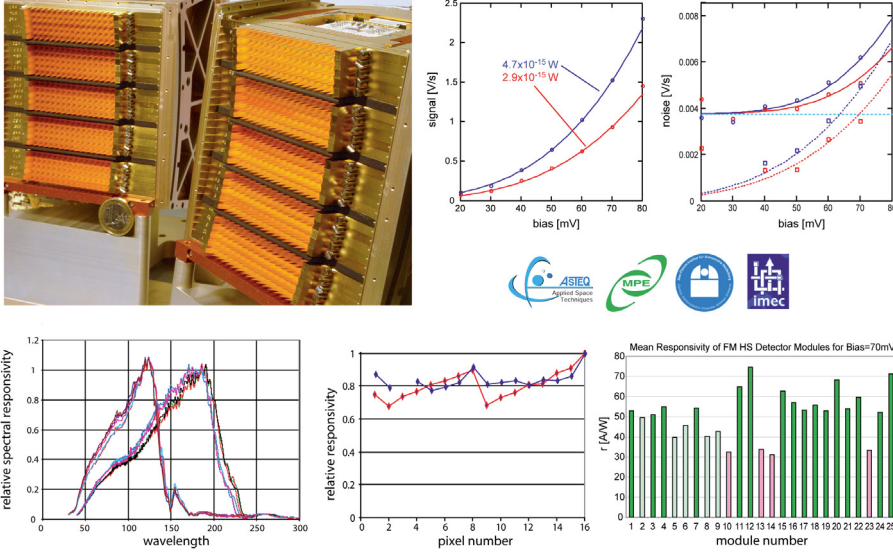 2.5
2
1.5
1
0.5
0
signal [V/s]
4.7x10-15 W
2.9x10-15 W
20 30 40 50 60 70 80
bias [mV]
0.008
0.006
0.004
0.002
0
noise [V/s]
20 30 40 50 60 70 80
bias [mV]
ASTEQ
Applied Space
Techniques
MPE
imec
1.2
1
0.8
0.6
0.4
0.2
0
relative spectral responsivity
0 50 100 150 200 250 300
wavelength
1
0.8
0.6
0.4
0.2
0
relative responsivity
0 2 4 6 8 10 12 14 16
pixel number
Mean Responsivity of FM HS Detector Modules for Bias=70mV
80
70
60
50
40
30
20
10
0
r [A/W]
1 2 3 4 5 6 7 8 9 10 11 12 13 14 15 16 17 18 19 20 21 22 23 24 25
module number